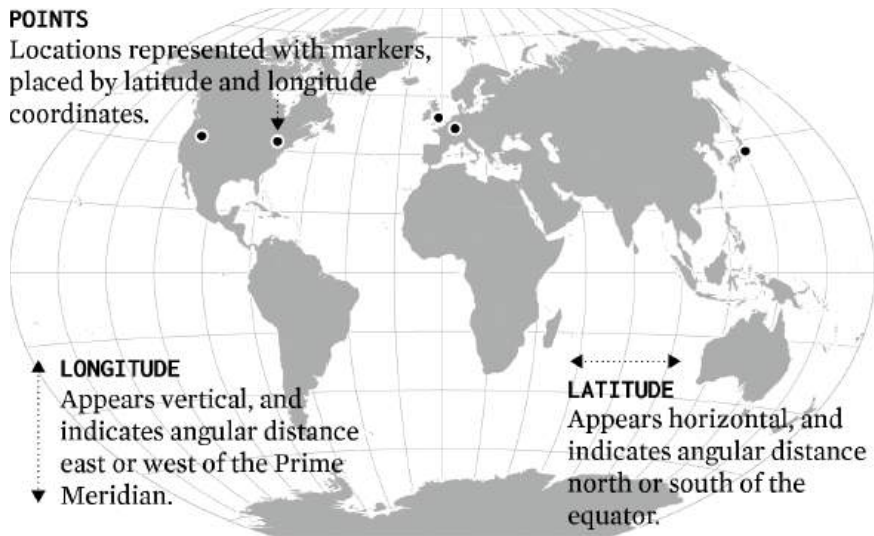 POINTS
Locations represented with markers,
placed by latitude and longitude
coordinates.
LONGITUDE
Appears vertical, and
indicates angular distance
east or west of the Prime
Meridian.
LATITUDE
Appears horizontal, and
indicates angular distance
north or south of the
equator.